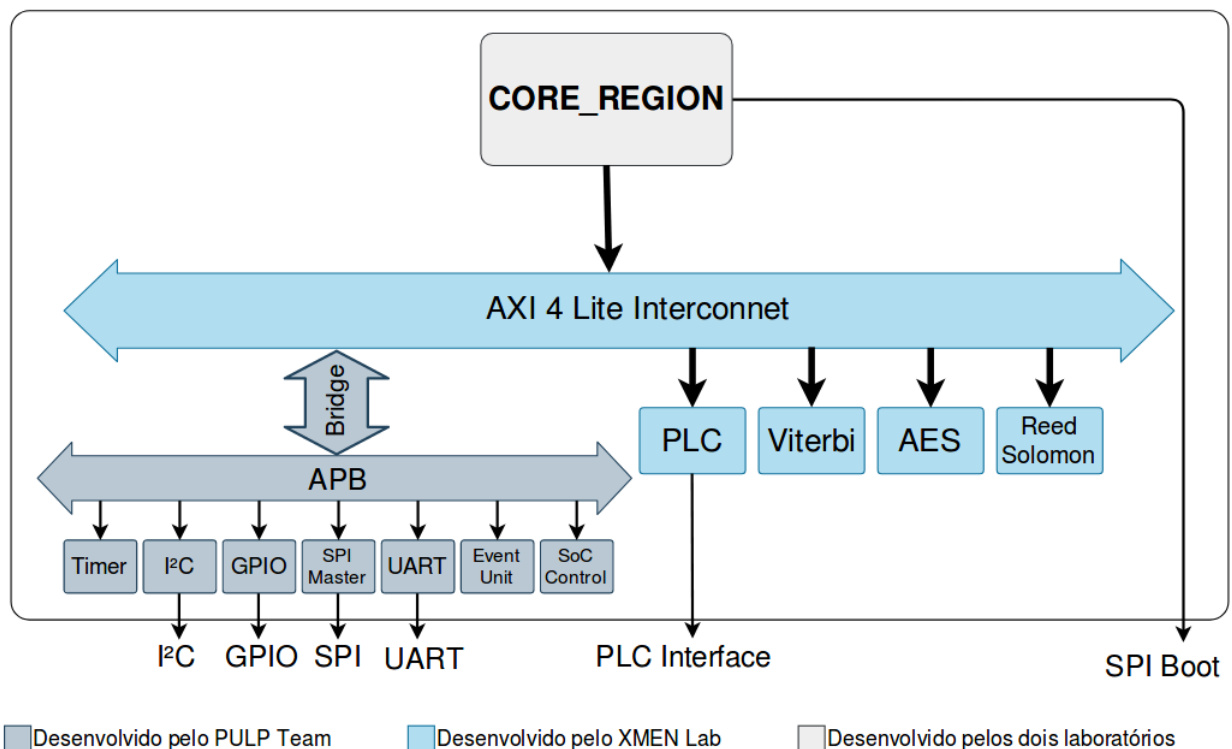 CORE_REGION
AXI 4 Lite Interconnet
Bridge
APB
PLC
Viterbi
AES
Reed
Solomon
Timer
I²C
GPIO
SPI
Master
UART
Event
Unit
SoC
Control
I²C
GPIO
SPI
UART
PLC Interface
SPI Boot
Desenvolvido pelo PULP Team
Desenvolvido pelo XMEN Lab
Desenvolvido pelos dois laboratórios